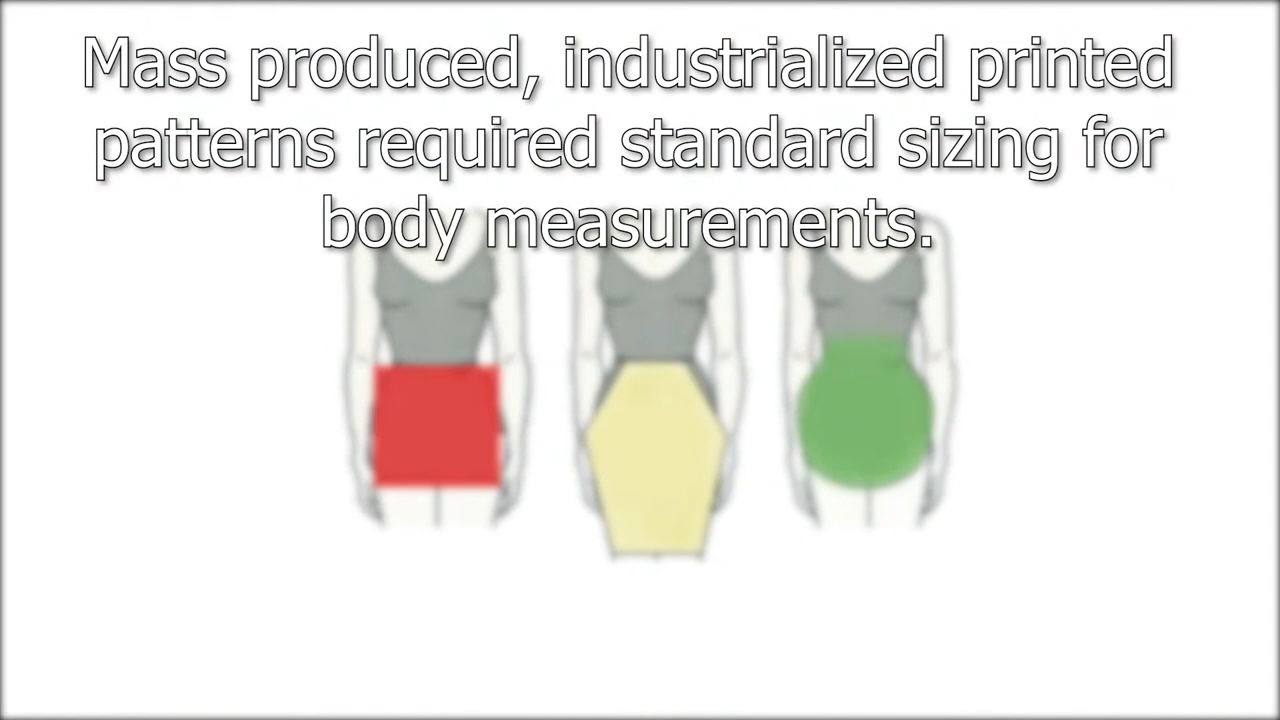 Mass produced, industrialized printed
patterns required standard sizing for
body measurements.